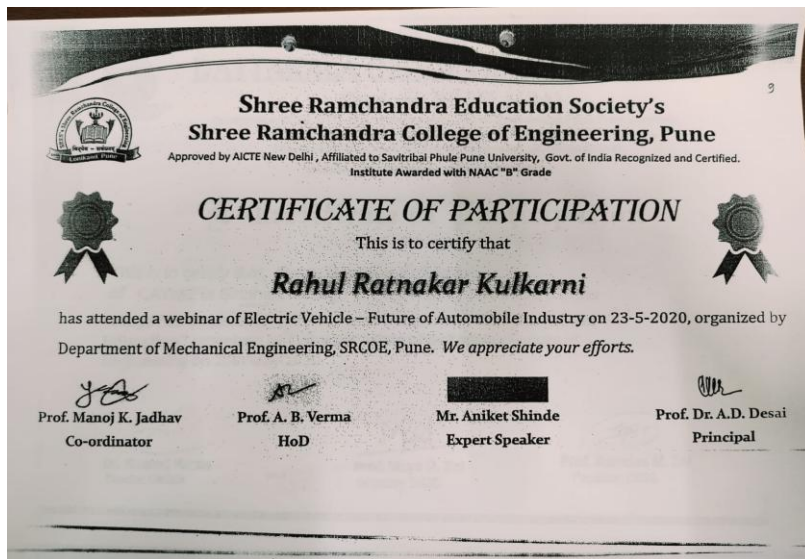 9
Shree Ramchandra Education Society's
Shree Ramchandra College of Engineering, Pune
Approved by AICTE New Delhi , Affiliated to Savitribai Phule Pune University, Govt. of India Recognized and Certified.
Institute Awarded with NAAC "B" Grade
Lonikand Pune
CERTIFICATE OF PARTICIPATION
This is to certify that
Rahul Ratnakar Kulkarni
has attended a webinar of Electric Vehicle – Future of Automobile Industry on 23-5-2020, organized by
Department of Mechanical Engineering, SRCOE, Pune. We appreciate your efforts.
Prof. Manoj K. Jadhav Prof. A. B. Verma Mr. Aniket Shinde Prof. Dr. A.D. Desai
Co-ordinator HoD Expert Speaker Principal